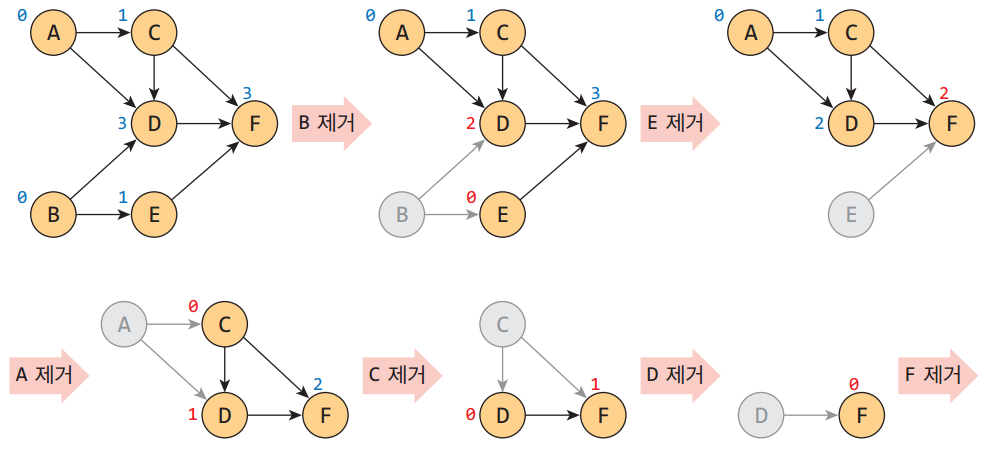 0 A 1 C
3 D 3 F
0 B 1 E
B 제거
0 A 1 C
2 D 3 F
B 0 E
E 제거
0 A 1 C
2 D 2 F
E
A 제거
A 0 C
1 D 2 F
C 제거
C
0 D 1 F
D 제거
D 0 F
F 제거